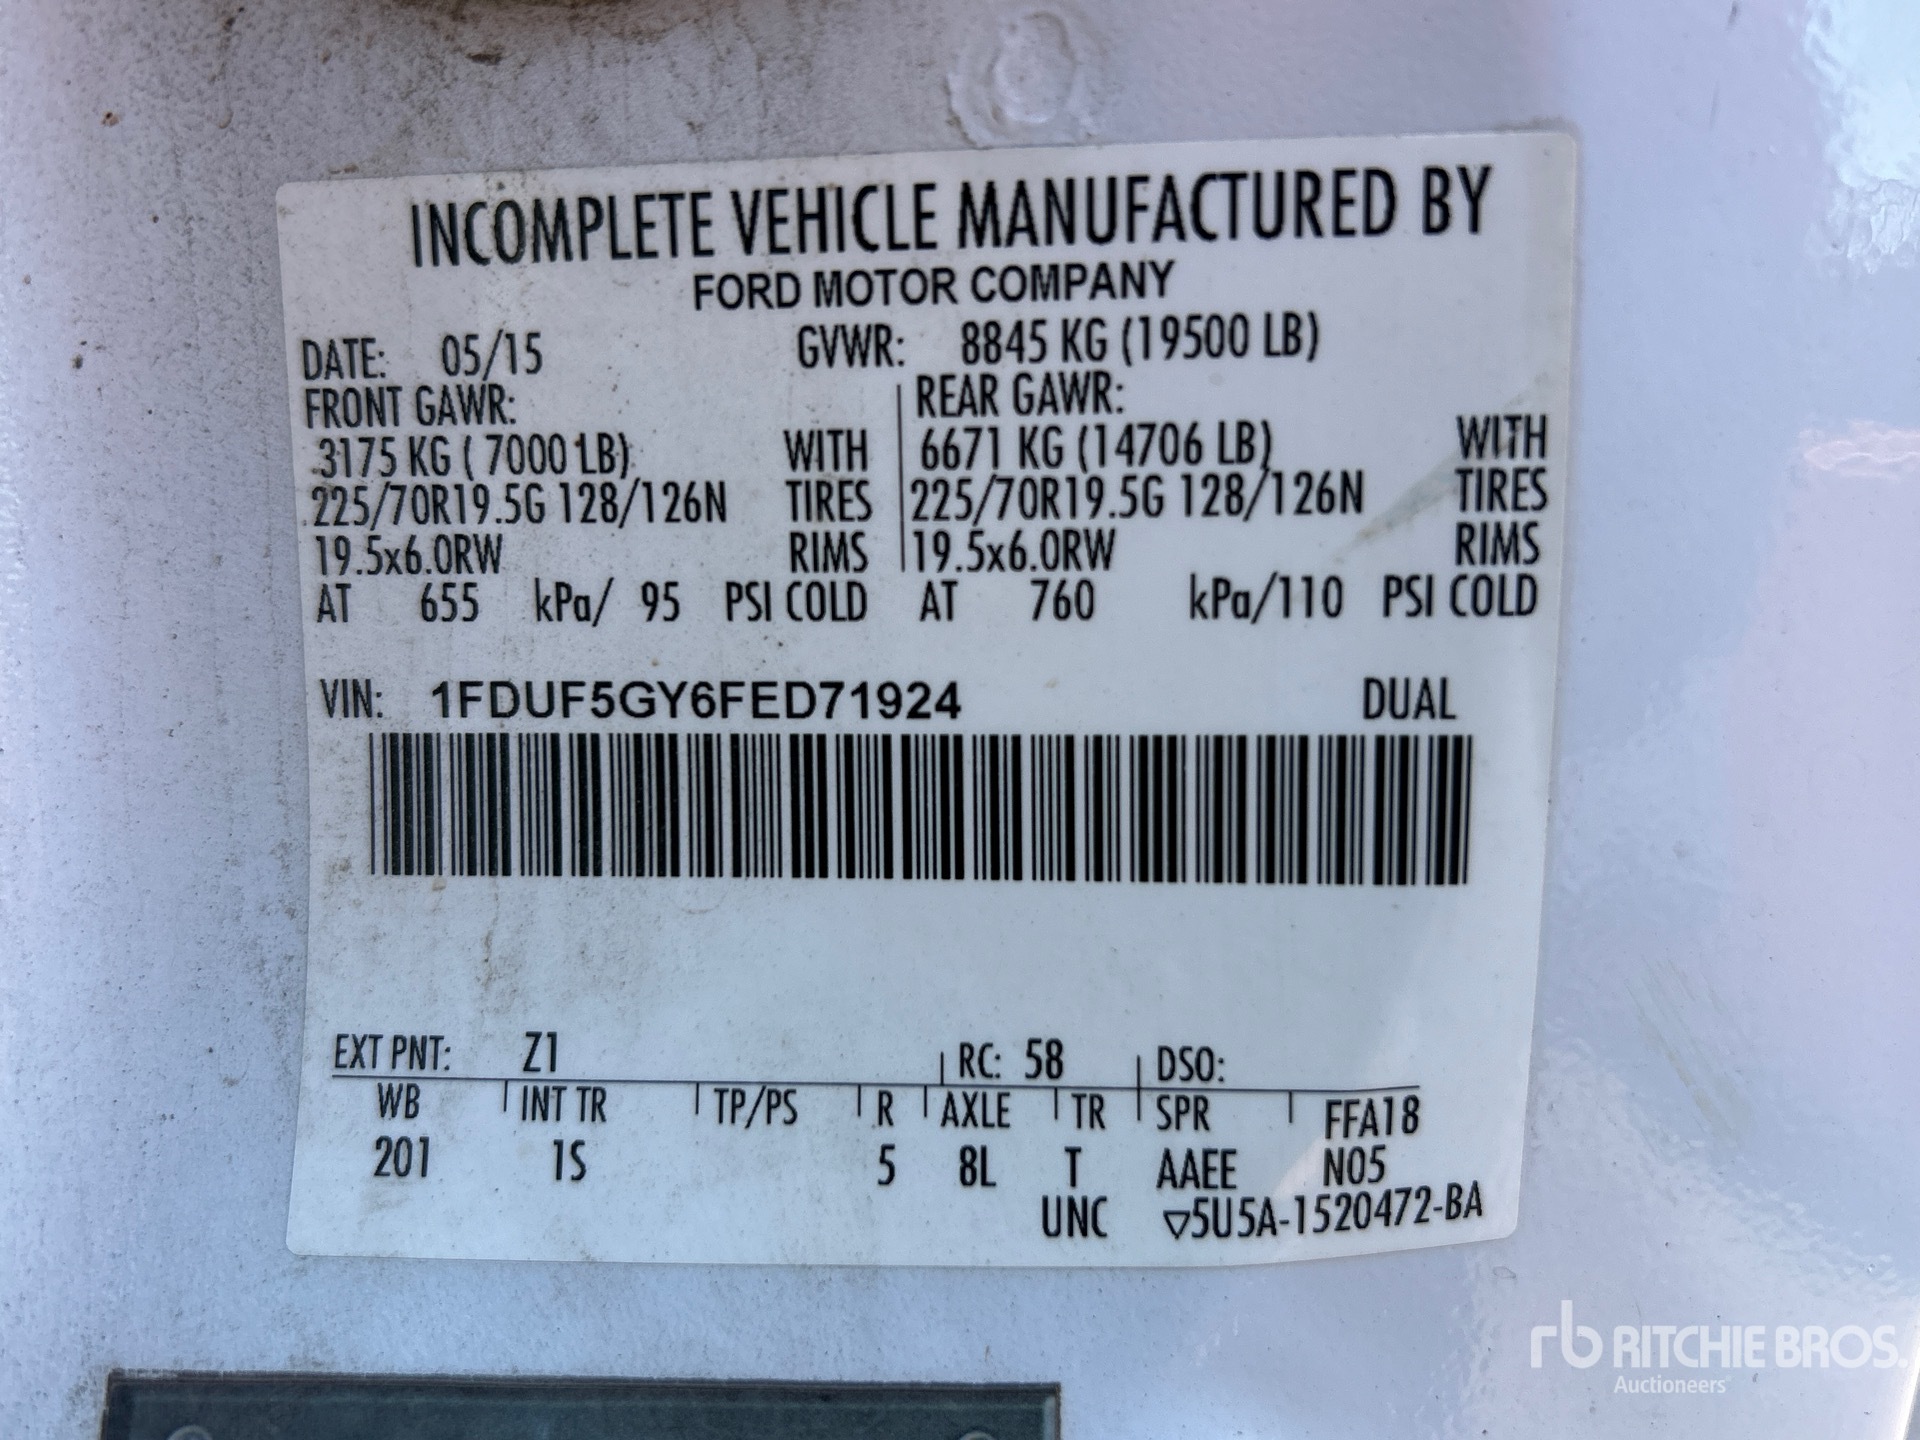 INCOMPLETE VEHICLE MANUFACTURED BY
FORD MOTOR COMPANY
DATE: 05/15 GVWR: 8845 KG (19500 LB)
FRONT GAWR: REAR GAWR:
3175 KG ( 7000 LB) WITH 6671 KG (14706 LB) WITH
225/70R19.5G 128/126N TIRES 225/70R19.5G 128/126N TIRES
19.5x6.0RW RIMS 19.5x6.0RW RIMS
AT 655 kPa/ 95 PSI COLD AT 760 kPa/110 PSI COLD
VIN: 1FDUF5GY6FED71924 DUAL
EXT PNT: Z1 RC: 58 DSO:
WB INT TR TP/PS R AXLE TR SPR FFA18
201 1S 5 8L T AAEE N05
UNC ▽5U5A-1520472-BA
rb RITCHIE BROS.
Auctioneers